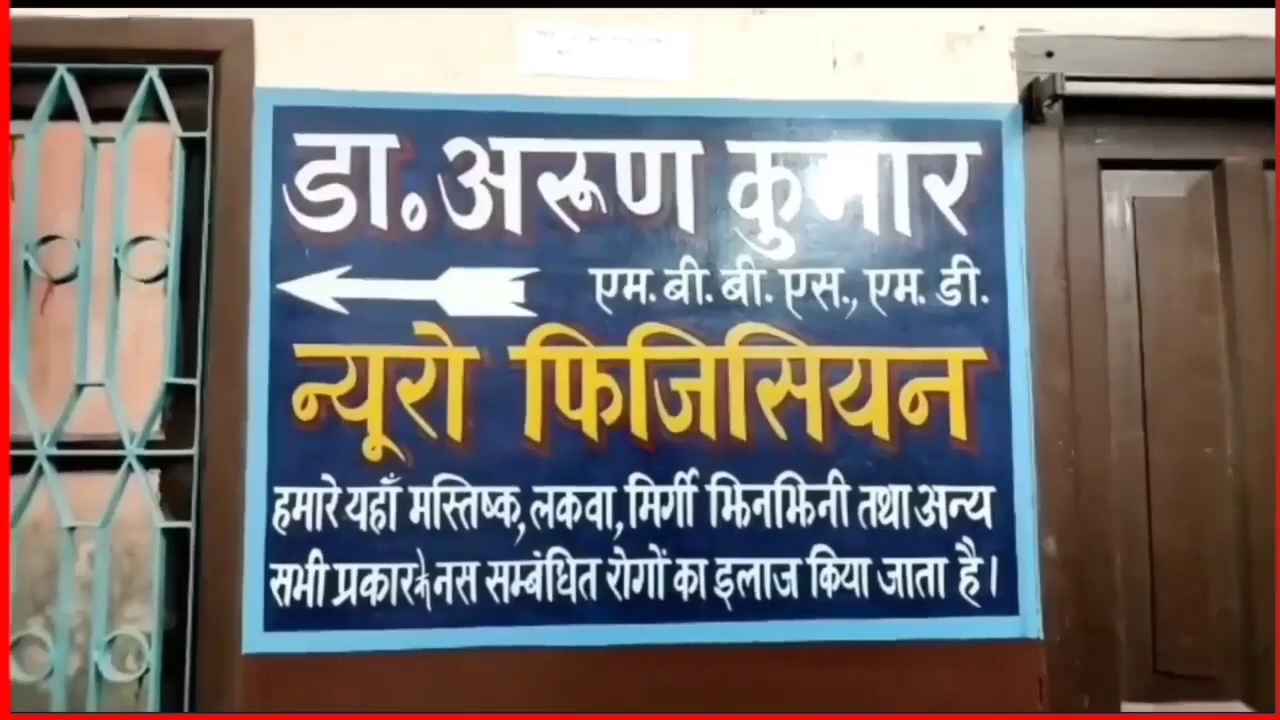 डा. अरूण कुमार
एम. बी. बी. एस., एम. डी.
न्यूरो फिजिसियन
हमारे यहाँ मस्तिष्क, लकवा, मिर्गी झिनझिनी तथा अन्य
सभी प्रकार के नस सम्बंधित रोगों का इलाज किया जाता है।